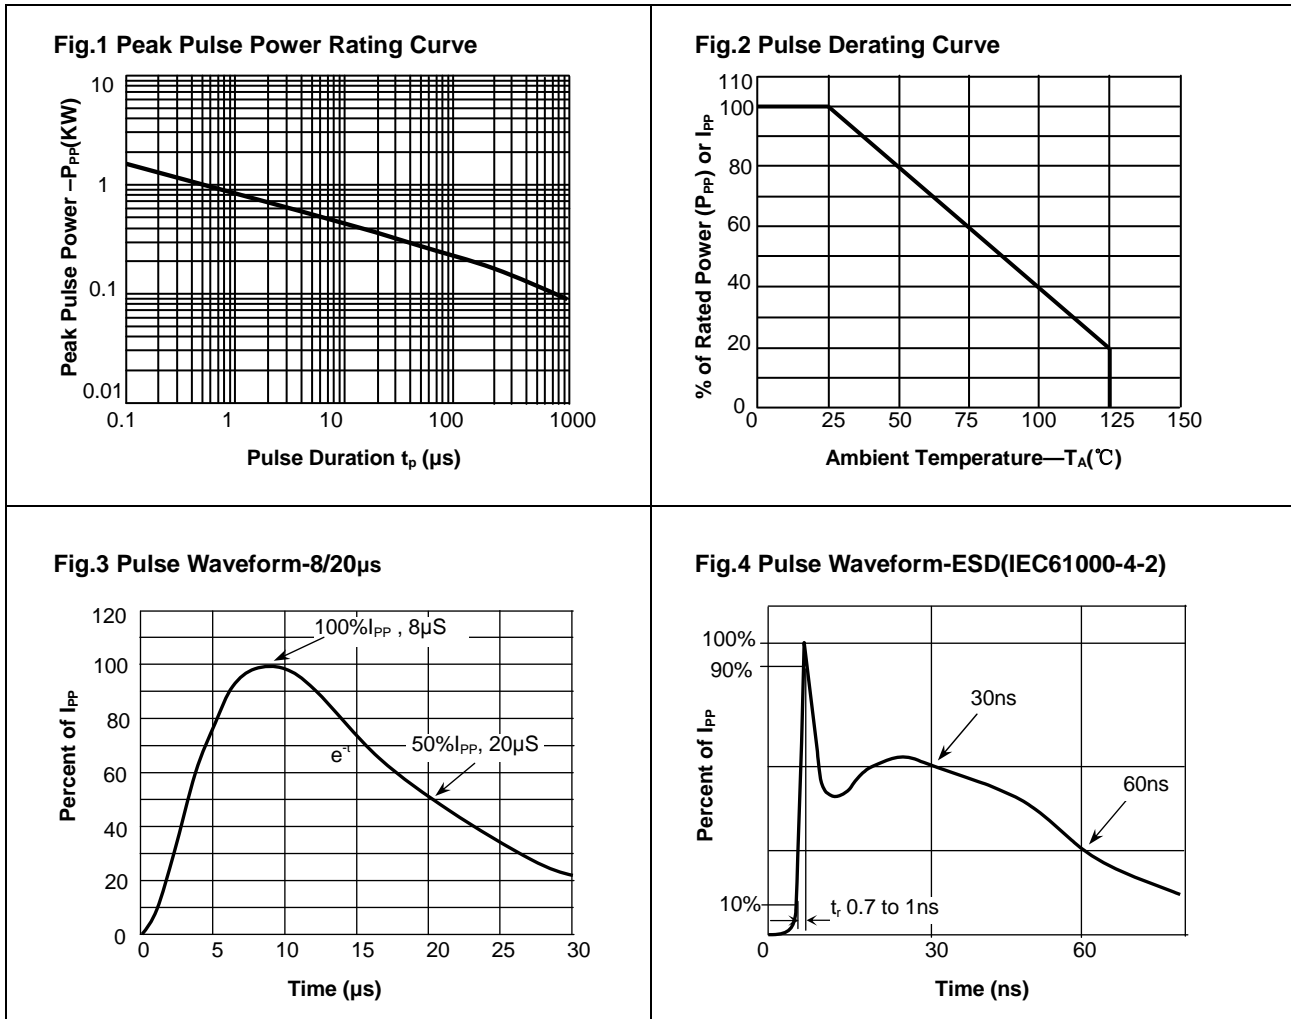 Fig.1 Peak Pulse Power Rating Curve
Peak Pulse Power –PPP(KW)
10
1
0.1
0.01
0.1 1 10 100 1000
Pulse Duration tp (µs)
Fig.2 Pulse Derating Curve
% of Rated Power (PPP) or IPP
110
100
80
60
40
20
0
0 25 50 75 100 125 150
Ambient Temperature—TA(℃)
Fig.3 Pulse Waveform-8/20µs
Percent of IPP
120
100
80
60
40
20
0
100%IPP , 8µS
e-t
50%IPP, 20µS
0 5 10 15 20 25 30
Time (µs)
Fig.4 Pulse Waveform-ESD(IEC61000-4-2)
Percent of IPP
100%
90%
10%
30ns
60ns
tr 0.7 to 1ns
0 30 60
Time (ns)